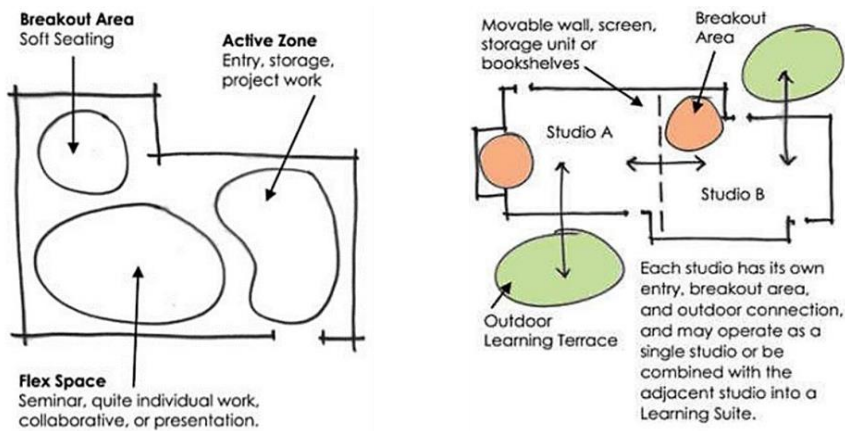 Breakout Area
Soft Seating
Active Zone
Entry, storage,
project work
Flex Space
Seminar, quite individual work,
collaborative, or presentation.
Movable wall, screen,
storage unit or
bookshelves
Breakout
Area
Studio A
Studio B
Outdoor
Learning Terrace
Each studio has its own
entry, breakout area,
and outdoor connection,
and may operate as a
single studio or be
combined with the
adjacent studio into a
Learning Suite.